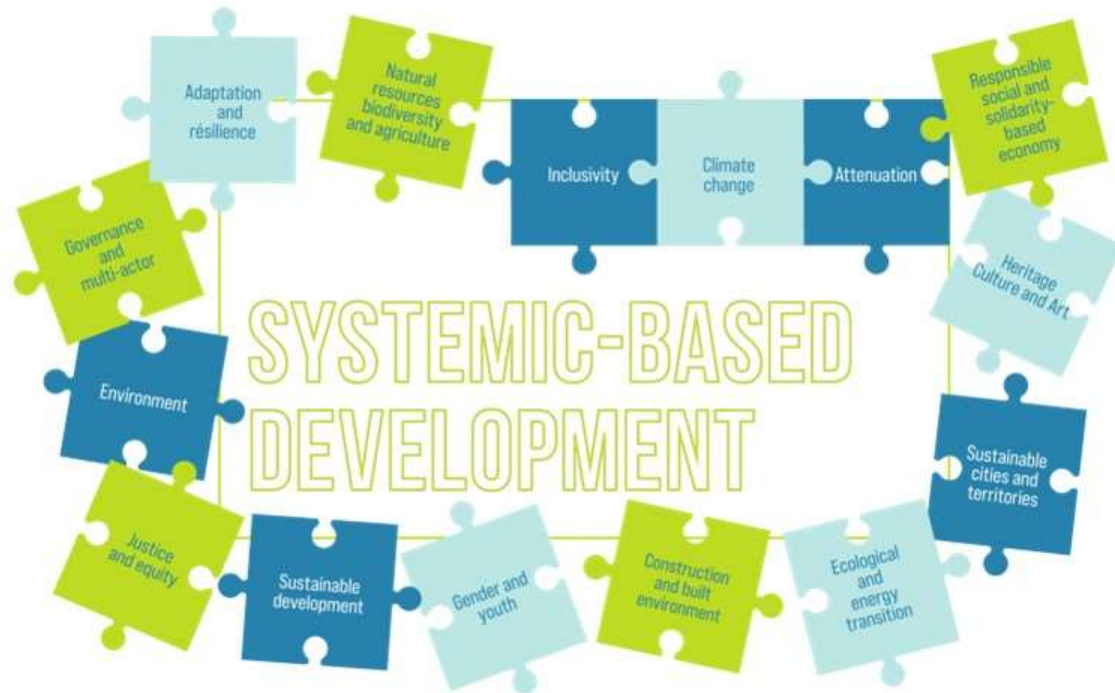 Adaptation
and
résilience
Natural
resources
biodiversity
and agriculture
Inclusivity
Climate
change
Attenuation
Responsible
social and
solidarity-
based
economy
Governance
and
multi-actor
Heritage
Culture and Art
SYSTEMIC-BASED
DEVELOPMENT
Environment
Sustainable
cities and
territories
Justice
and equity
Sustainable
development
Gender and
youth
Construction
and built
environment
Ecological
and
energy
transition